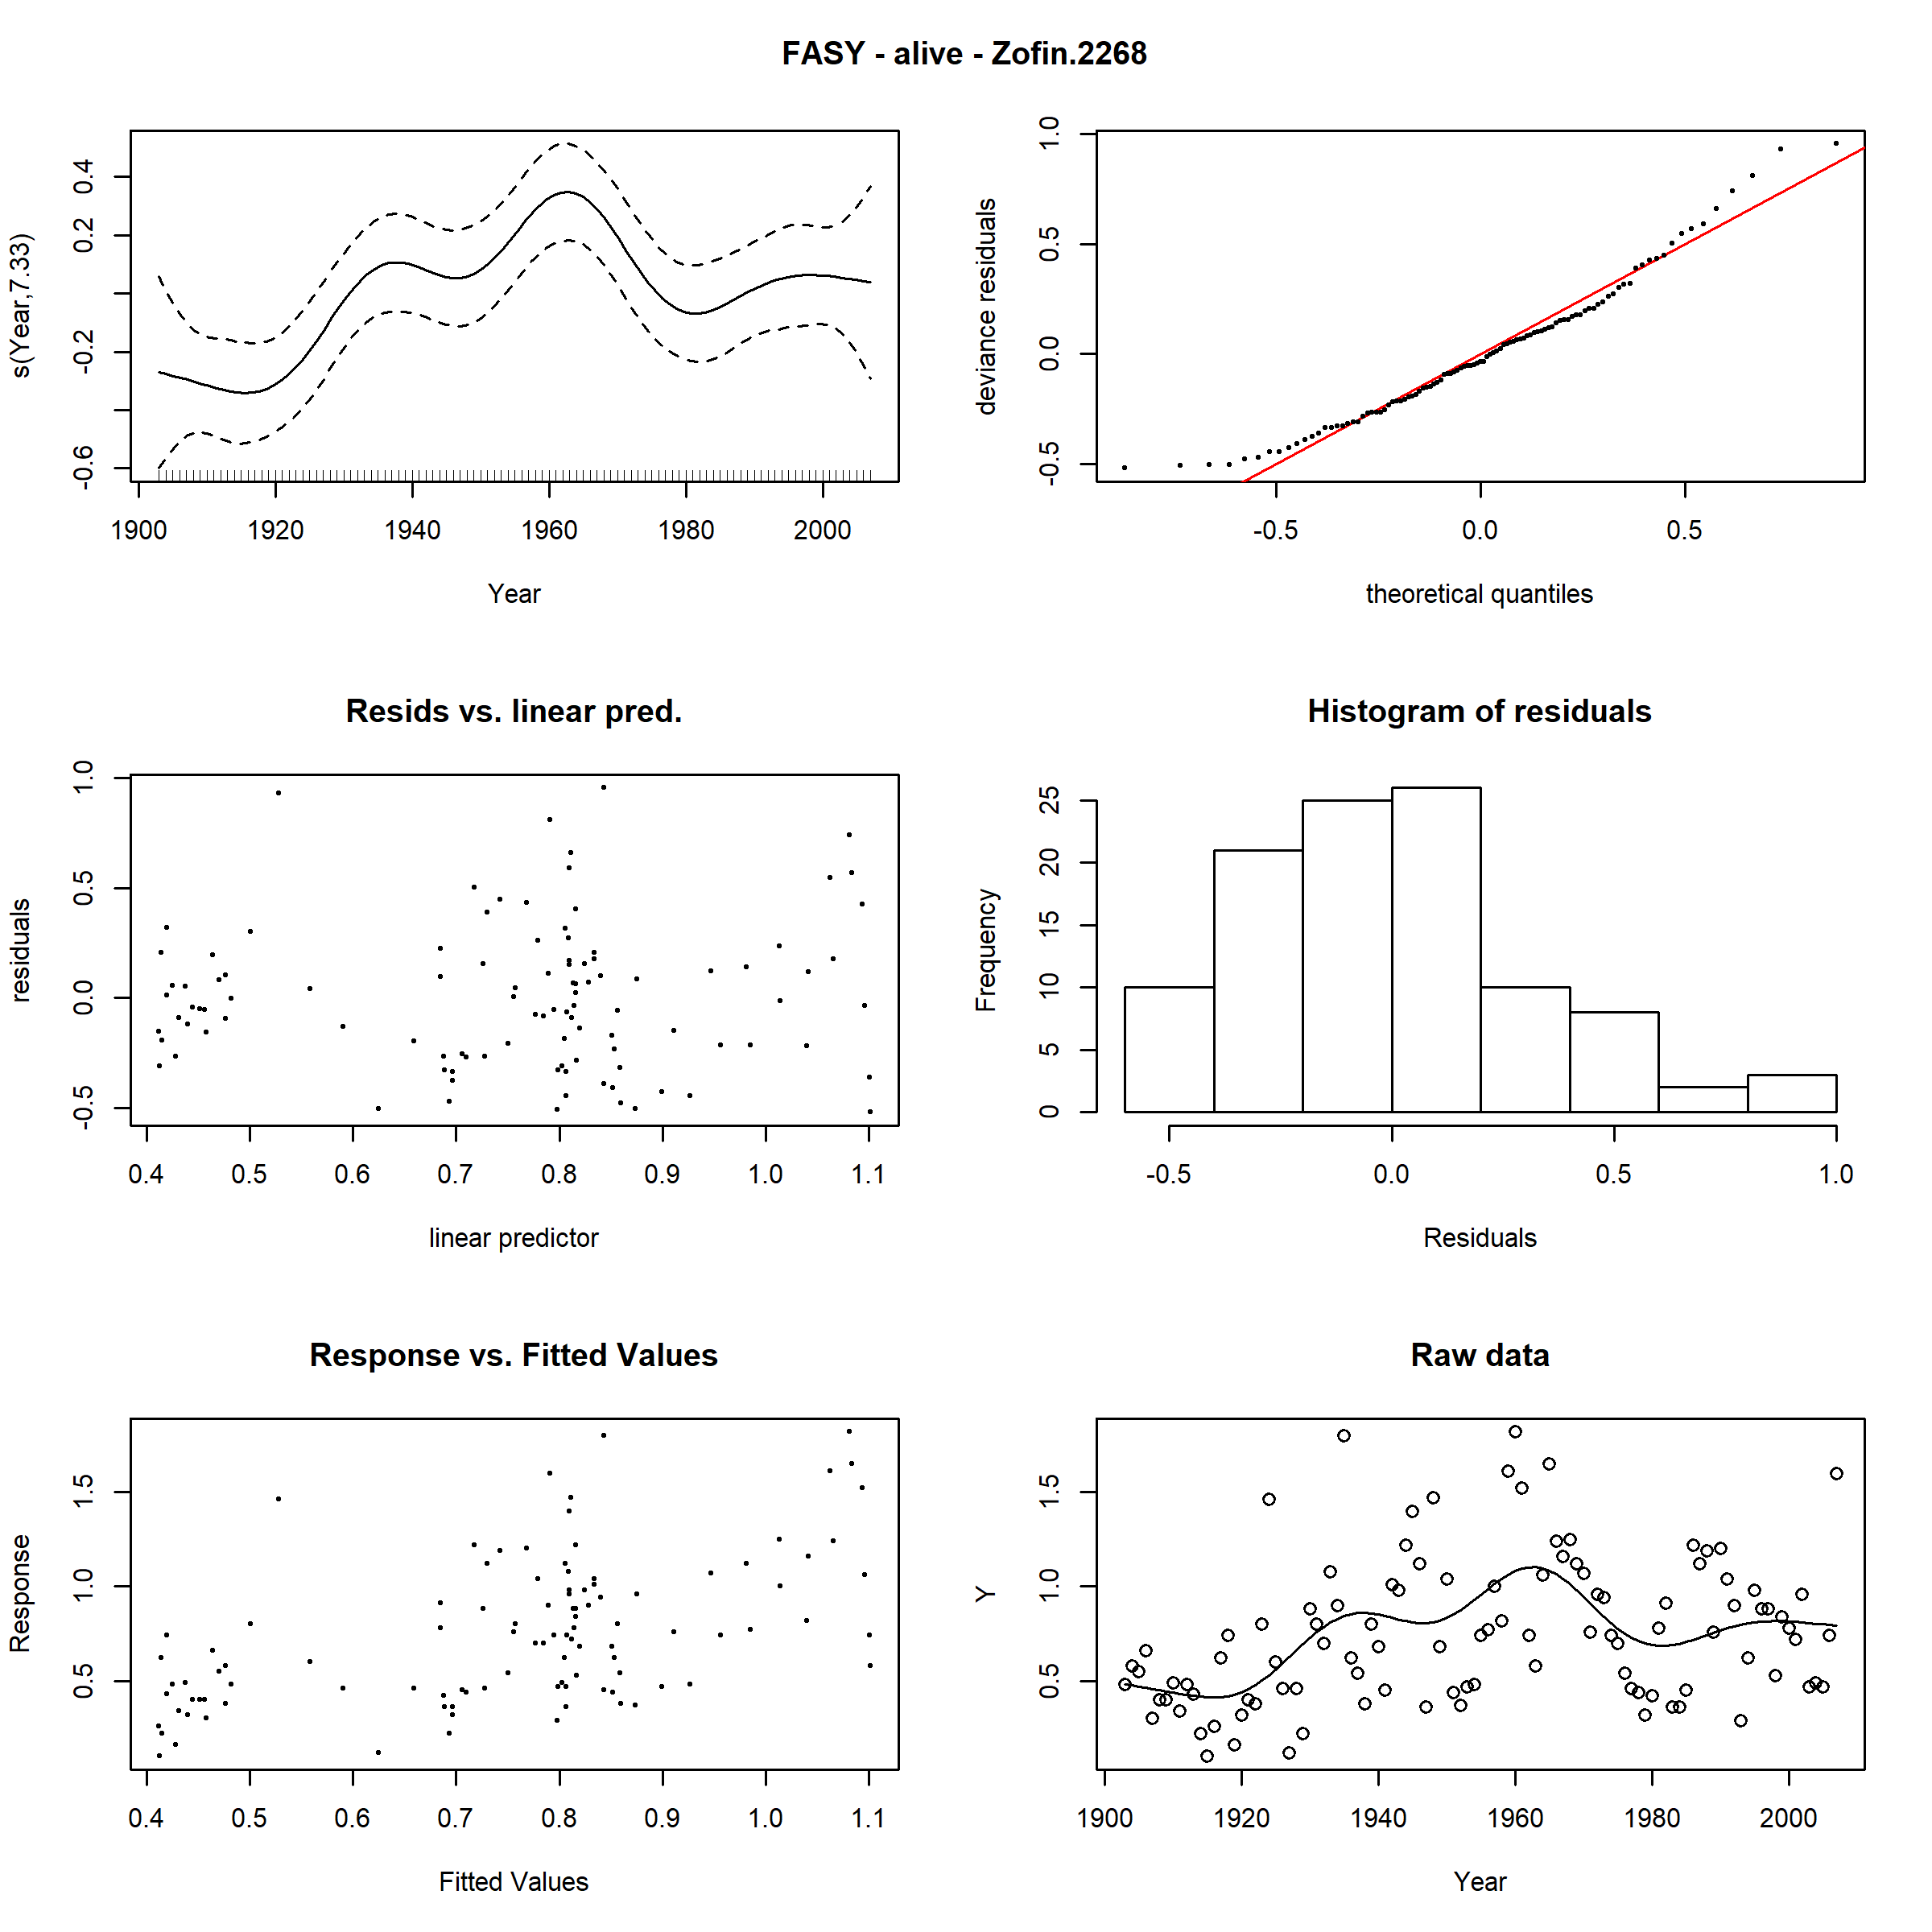 FASY - alive - Zofin.2268
s(Year,7.33)
-0.6 -0.2 0.2 0.4
1900 1920 1940 1960 1980 2000
Year
deviance residuals
-0.5 0.0 0.5 1.0
-0.5 0.0 0.5
theoretical quantiles
Resids vs. linear pred.
residuals
-0.5 0.0 0.5 1.0
0.4 0.5 0.6 0.7 0.8 0.9 1.0 1.1
linear predictor
Histogram of residuals
Frequency
0 5 10 15 20 25
-0.5 0.0 0.5 1.0
Residuals
Response vs. Fitted Values
Response
0.5 1.0 1.5
0.4 0.5 0.6 0.7 0.8 0.9 1.0 1.1
Fitted Values
Raw data
Y
0.5 1.0 1.5
1900 1920 1940 1960 1980 2000
Year